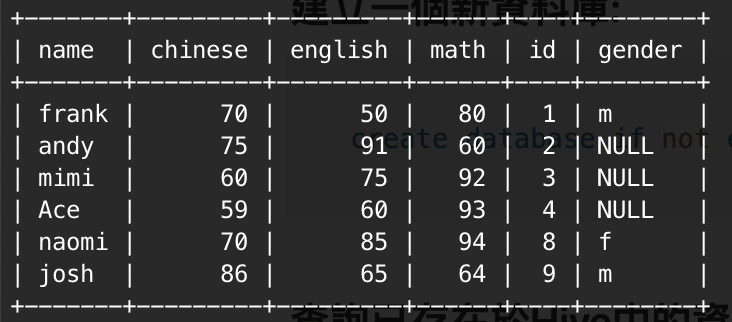 建立一個新資料庫:
+-------+---------+---------+------+----+--------+
| name  | chinese | english | math | id | gender |
+-------+---------+---------+------+----+--------+
| frank |      70 |      50 |   80 |  1 | m      |
| andy  |      75 |      91 |   60 |  2 | NULL   |
create database if not
| mimi  |      60 |      75 |   92 |  3 | NULL   |
| Ace   |      59 |      60 |   93 |  4 | NULL   |
| naomi |      70 |      85 |   94 |  8 | f      |
| josh  |      86 |      65 |   64 |  9 | m      |
+-------+---------+---------+------+----+--------+
查詢已存在於Hive中的資